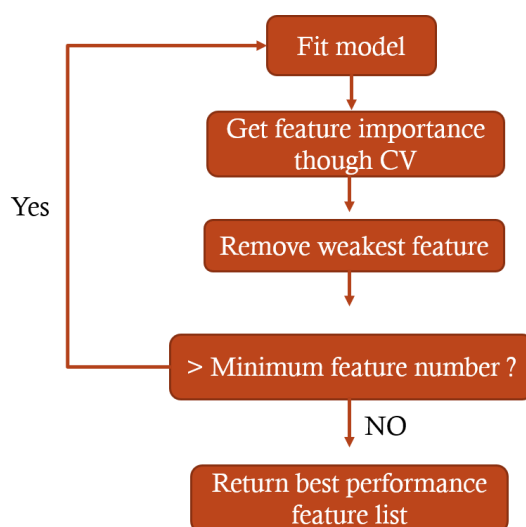 Fit model
Get feature importance
though CV
Yes
Remove weakest feature
> Minimum feature number ?
NO
Return best performance
feature list